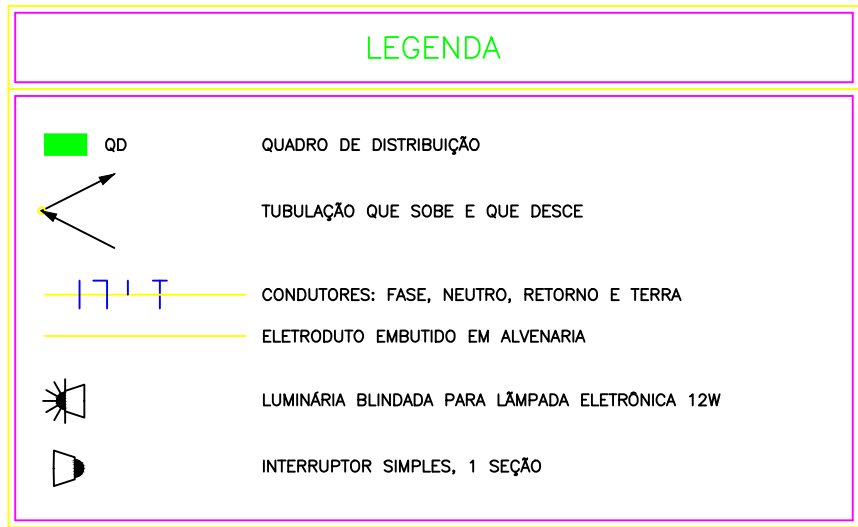 LEGENDA
QD QUADRO DE DISTRIBUIÇÃO
TUBULAÇÃO QUE SOBE E QUE DESCE
CONDUTORES: FASE, NEUTRO, RETORNO E TERRA
ELETRODUTO EMBUTIDO EM ALVENARIA
LUMINÁRIA BLINDADA PARA LÃMPADA ELETRÔNICA 12W
INTERRUPTOR SIMPLES, 1 SEÇÃO